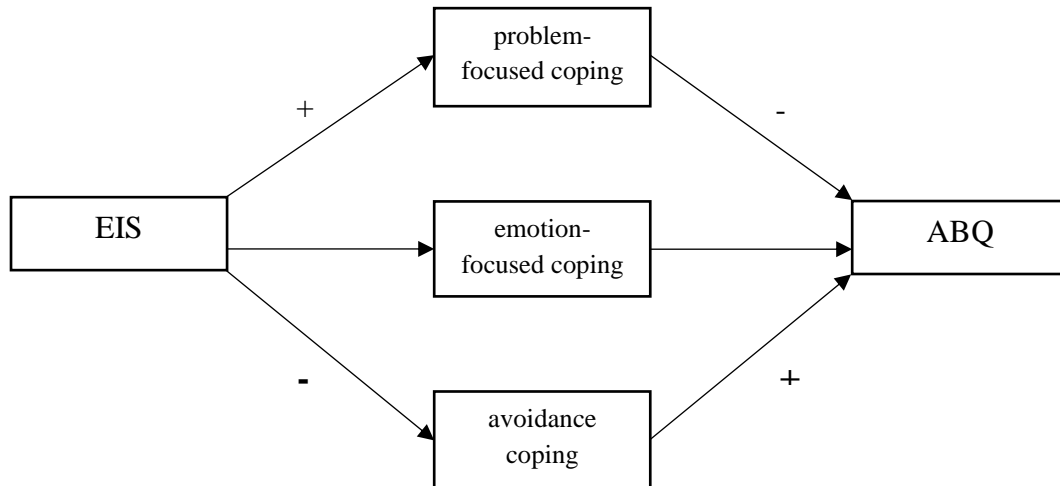 problem-
focused coping
+
-
EIS
emotion-
focused coping
ABQ
-
+
avoidance
coping